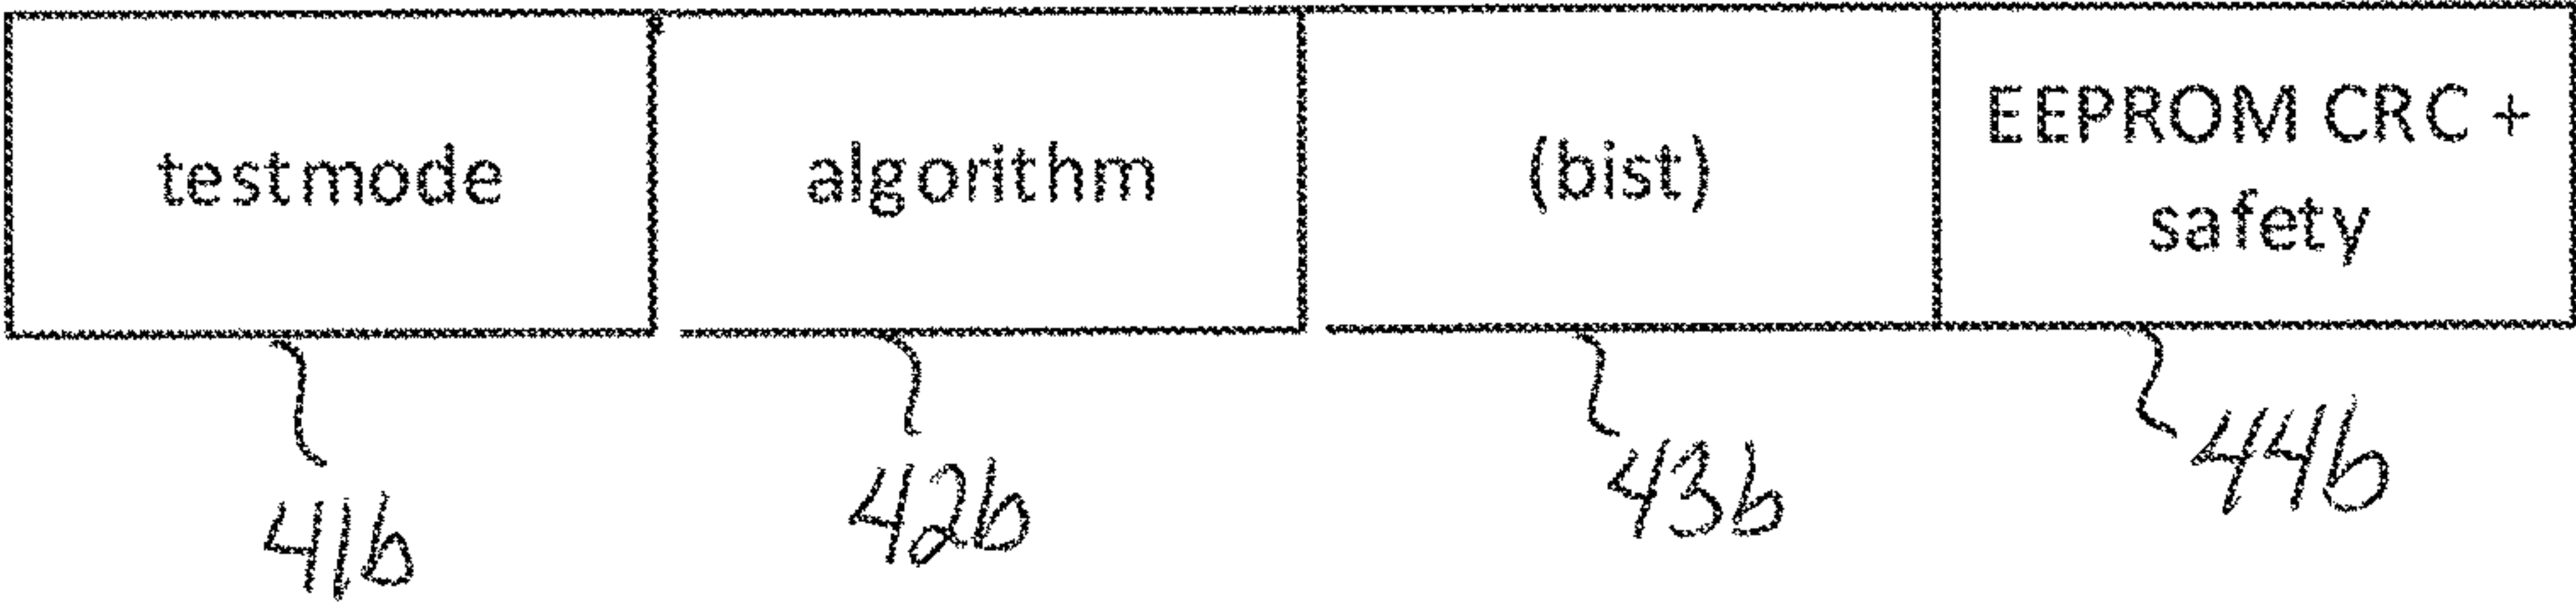 testmode
algorithm
(bist)
EEPROM CRC +
safety
41b
42b
43b
44b